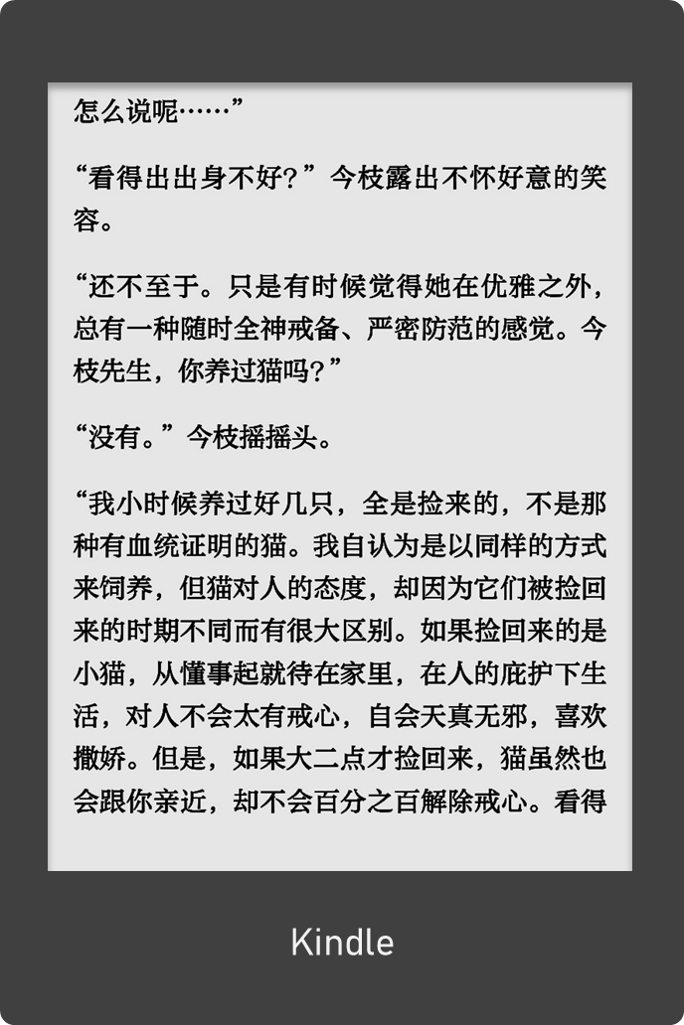 怎么说呢……”
“看得出出身不好？”今枝露出不怀好意的笑
容。
“还不至于。只是有时候觉得她在优雅之外，
总有一种随时全神戒备、严密防范的感觉。今
枝先生，你养过猫吗？”
“没有。”今枝摇摇头。
“我小时候养过好几只，全是捡来的，不是那
种有血统证明的猫。我自认为是以同样的方式
来饲养，但猫对人的态度，却因为它们被捡回
来的时期不同而有很大区别。如果捡回来的是
小猫，从懂事起就待在家里，在人的庇护下生
活，对人不会太有戒心，自会天真无邪，喜欢
撒娇。但是，如果大二点才捡回来，猫虽然也
会跟你亲近，却不会百分之百解除戒心。看得
Kindle